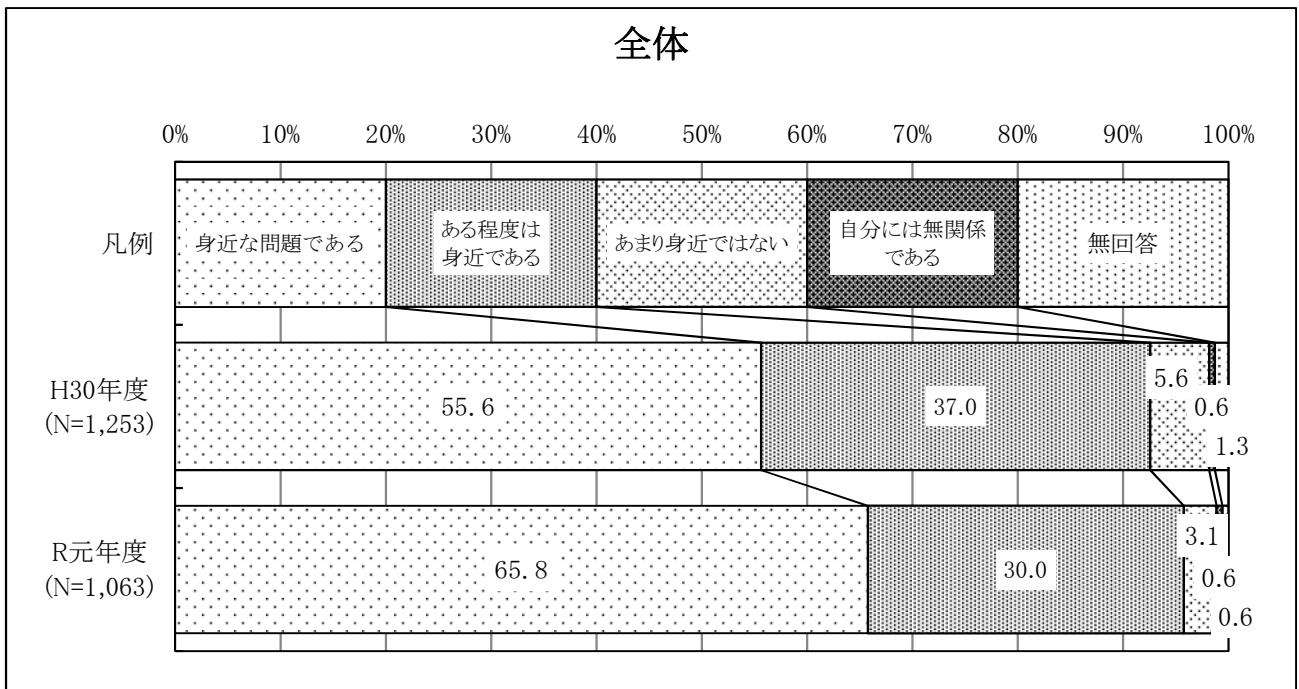 全体
0% 10% 20% 30% 40% 50% 60% 70% 80% 90% 100%
凡例
身近な問題である
ある程度は
身近である
あまり身近ではない
自分には無関係
である
無回答
H30年度
(N=1,253)
55.6
37.0
5.6
0.6
1.3
R元年度
(N=1,063)
65.8
30.0
3.1
0.6
0.6